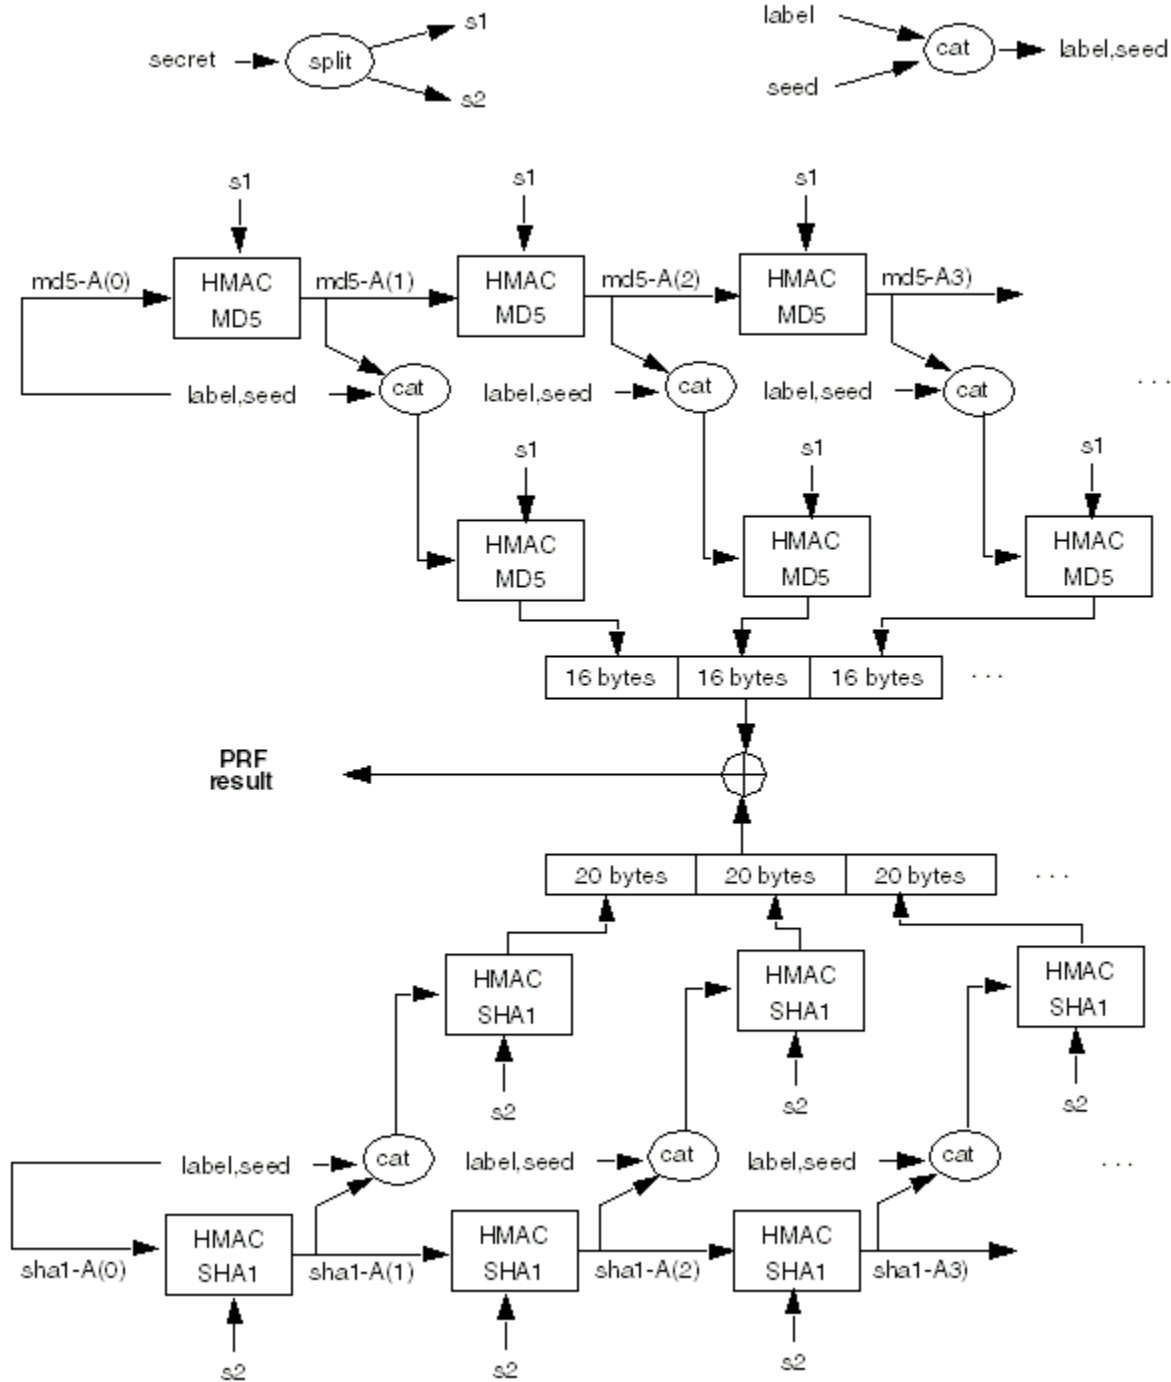 s1
label
secret
split
cat
label,seed
s2
seed
s1
s1
s1
md5-A(0)
HMAC
MD5
md5-A(1)
HMAC
MD5
md5-A(2)
HMAC
MD5
md5-A3)
label,seed
cat
label,seed
cat
label,seed
cat
. . .
s1
s1
s1
HMAC
MD5
HMAC
MD5
HMAC
MD5
16 bytes
16 bytes
16 bytes
. . .
PRF
result
20 bytes
20 bytes
20 bytes
. . .
HMAC
SHA1
HMAC
SHA1
HMAC
SHA1
s2
s2
s2
label,seed
cat
label,seed
cat
label,seed
cat
. . .
sha1-A(0)
HMAC
SHA1
sha1-A(1)
HMAC
SHA1
sha1-A(2)
HMAC
SHA1
sha1-A3)
s2
s2
s2